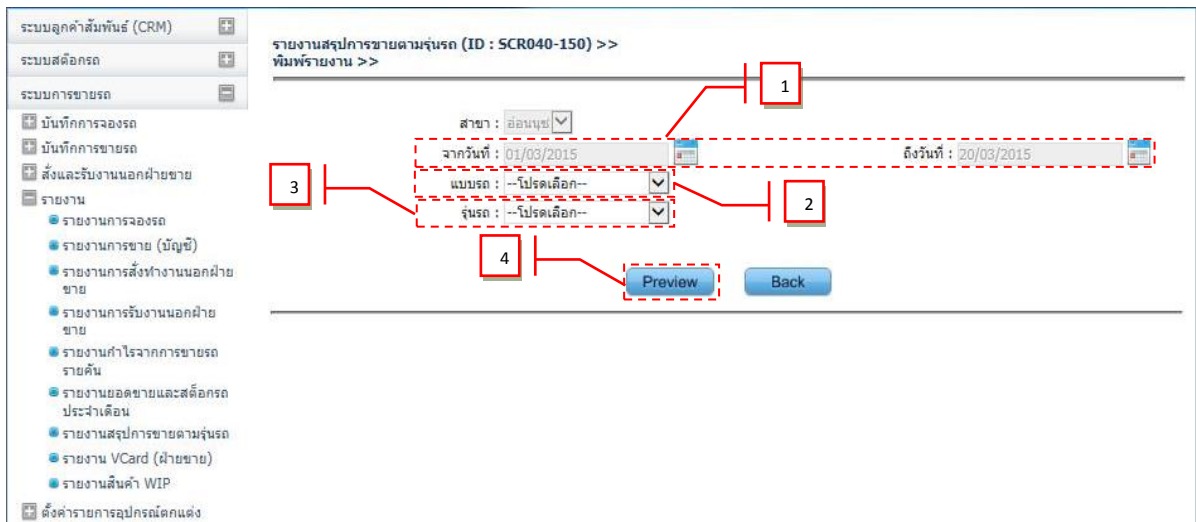 ระบบลูกค้าสัมพันธ์ (CRM)
ระบบสต๊อกรถ
ระบบการขายรถ
บันทึกการจองรถ
บันทึกการขายรถ
สั่งและรับงานนอกฝ่ายขาย
รายงาน
รายงานการจองรถ
รายงานการขาย (บัญชี)
รายงานการสั่งทำงานนอกฝ่าย
ขาย
รายงานการรับงานนอกฝ่าย
ขาย
รายงานกำไรจากการขายรถ
รายคัน
รายงานยอดขายและสต็อกรถ
ประจำเดือน
รายงานสรุปการขายตามรุ่นรถ
รายงาน VCard (ฝ่ายขาย)
รายงานสินค้า WIP
ตั้งค่ารายการอุปกรณ์ตกแต่ง
รายงานสรุปการขายตามรุ่นรถ (ID : SCR040-150) >>
พิมพ์รายงาน >>
1
สาขา : อ่อนนุช
จากวันที่ : 01/03/2015 ถึงวันที่ : 20/03/2015
3
แบบรถ : --โปรดเลือก--
2
รุ่นรถ : --โปรดเลือก--
4
Preview Back